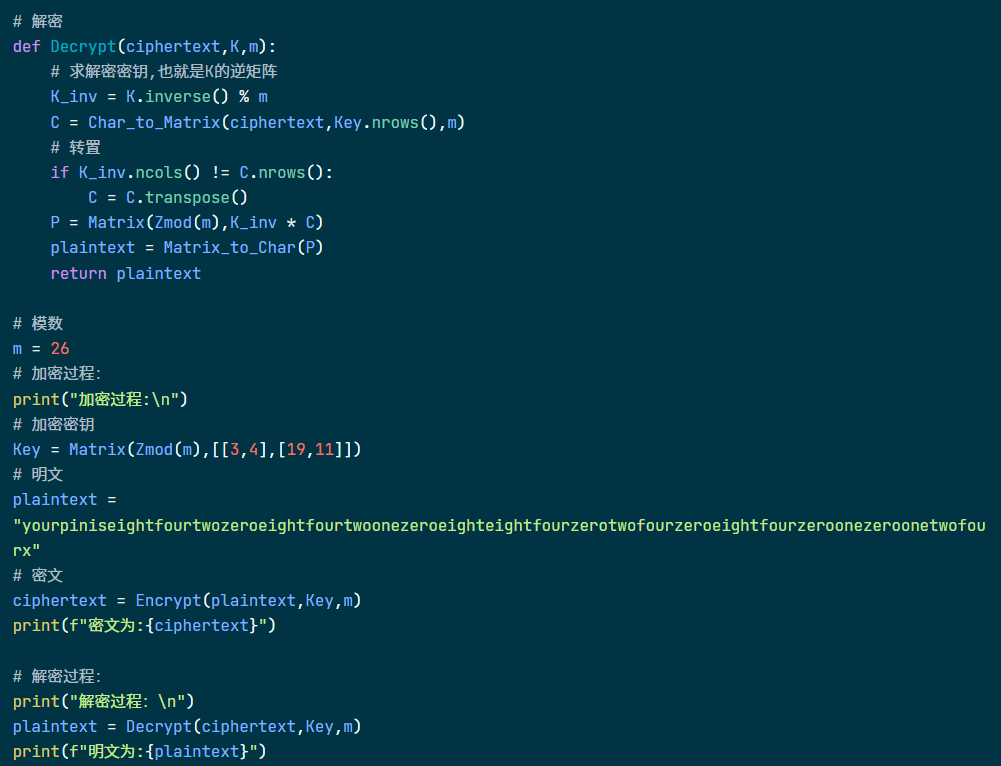 # 解密
def Decrypt(ciphertext,K,m):
    # 求解密密钥,也就是K的逆矩阵
    K_inv = K.inverse() % m
    C = Char_to_Matrix(ciphertext,Key.nrows(),m)
    # 转置
    if K_inv.ncols() != C.nrows():
        C = C.transpose()
    P = Matrix(Zmod(m),K_inv * C)
    plaintext = Matrix_to_Char(P)
    return plaintext

# 模数
m = 26
# 加密过程:
print("加密过程:\n")
# 加密密钥
Key = Matrix(Zmod(m),[[3,4],[19,11]])
# 明文
plaintext =
"yourpiniseightfourtwozeroeightfourtwoonezeroeighteightfourzerotwofourzeroeightfourzeroonezeroonetwofou
rx"
# 密文
ciphertext = Encrypt(plaintext,Key,m)
print(f"密文为:{ciphertext}")

# 解密过程:
print("解密过程: \n")
plaintext = Decrypt(ciphertext,Key,m)
print(f"明文为:{plaintext}")